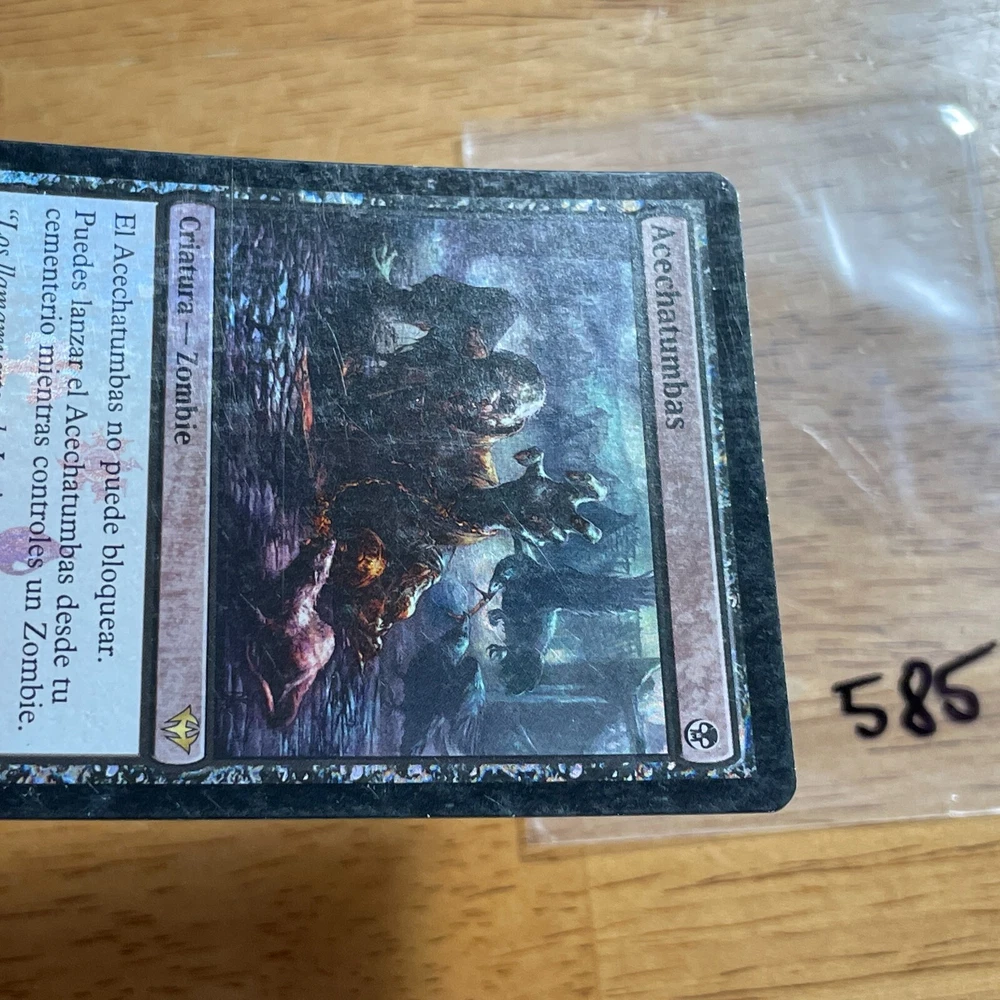 Acechatumbas
Criatura — Zombie
El Acechatumbas no puede bloquear.
Puedes lanzar el Acechatumbas desde tu
cementerio mientras controles un Zombie.
585